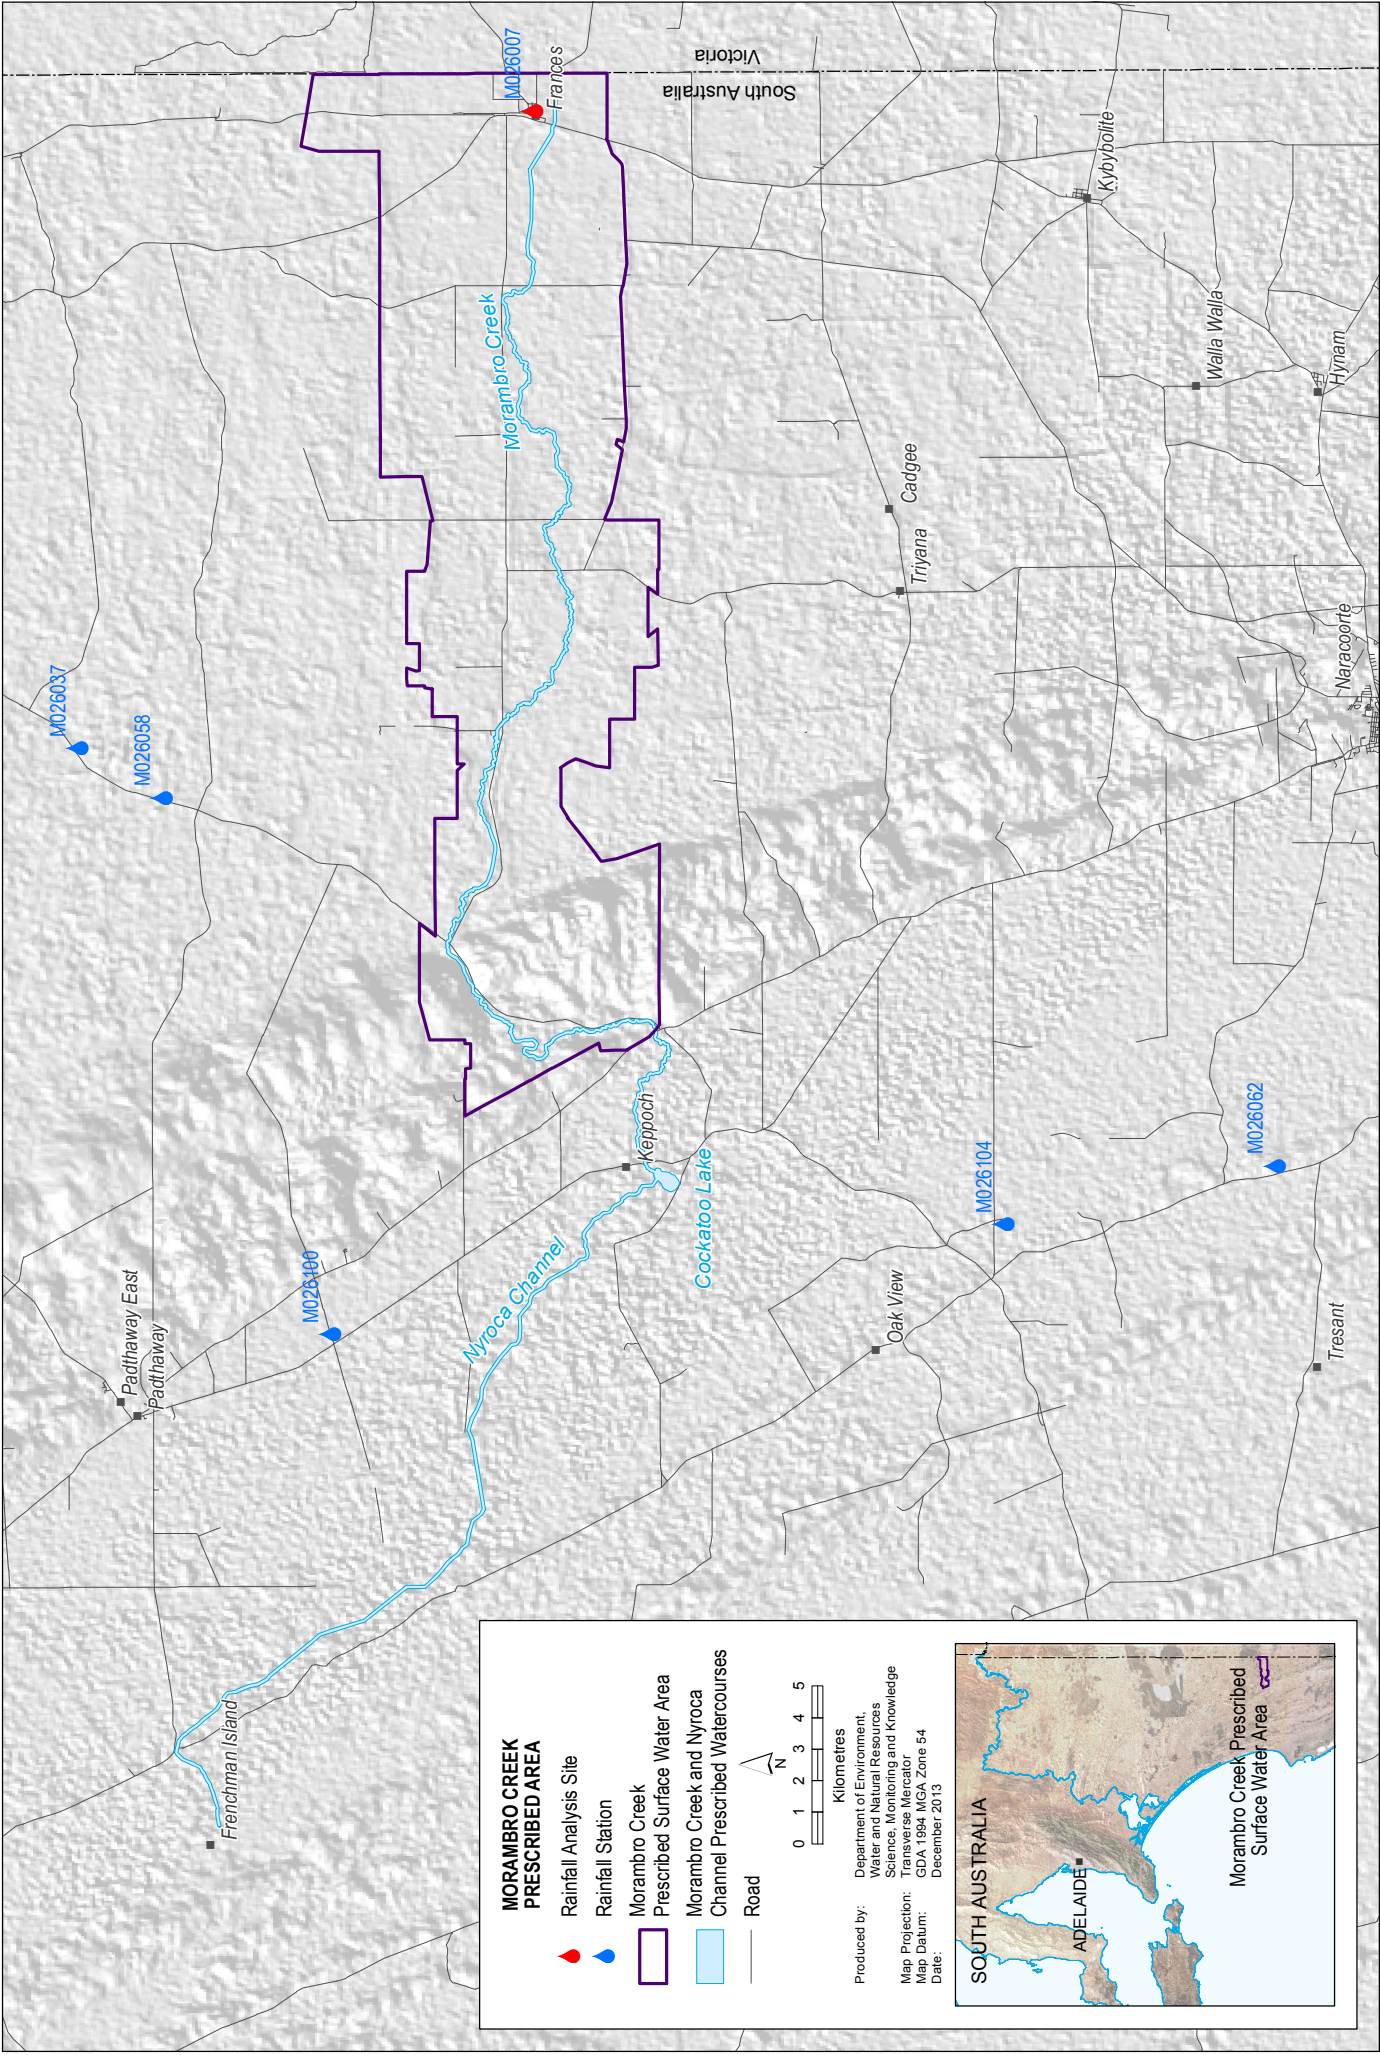 M026037
M026058
M026007
Frances
Victoria
South Australia
Morambro Creek
Kybybolite
Walla Walla
Hynam
Cadgee
Triyana
Naracoorte
Padthaway East
Padthaway
M026100
Keppoch
Cockatoo Lake
Nyroca Channel
M026104
M026062
Oak View
Tresant
Frenchman Island
MORAMBRO CREEK
PRESCRIBED AREA
Rainfall Analysis Site
Rainfall Station
Morambro Creek
Prescribed Surface Water Area
Morambro Creek and Nyroca
Channel Prescribed Watercourses
Road
N
0 1 2 3 4 5
Kilometres
Produced by: Department of Environment,
Water and Natural Resources
Science, Monitoring and Knowledge
Map Projection: Transverse Mercator
Map Datum: GDA 1994 MGA Zone 54
Date: December 2013
SOUTH AUSTRALIA
ADELAIDE
Morambro Creek Prescribed
Surface Water Area